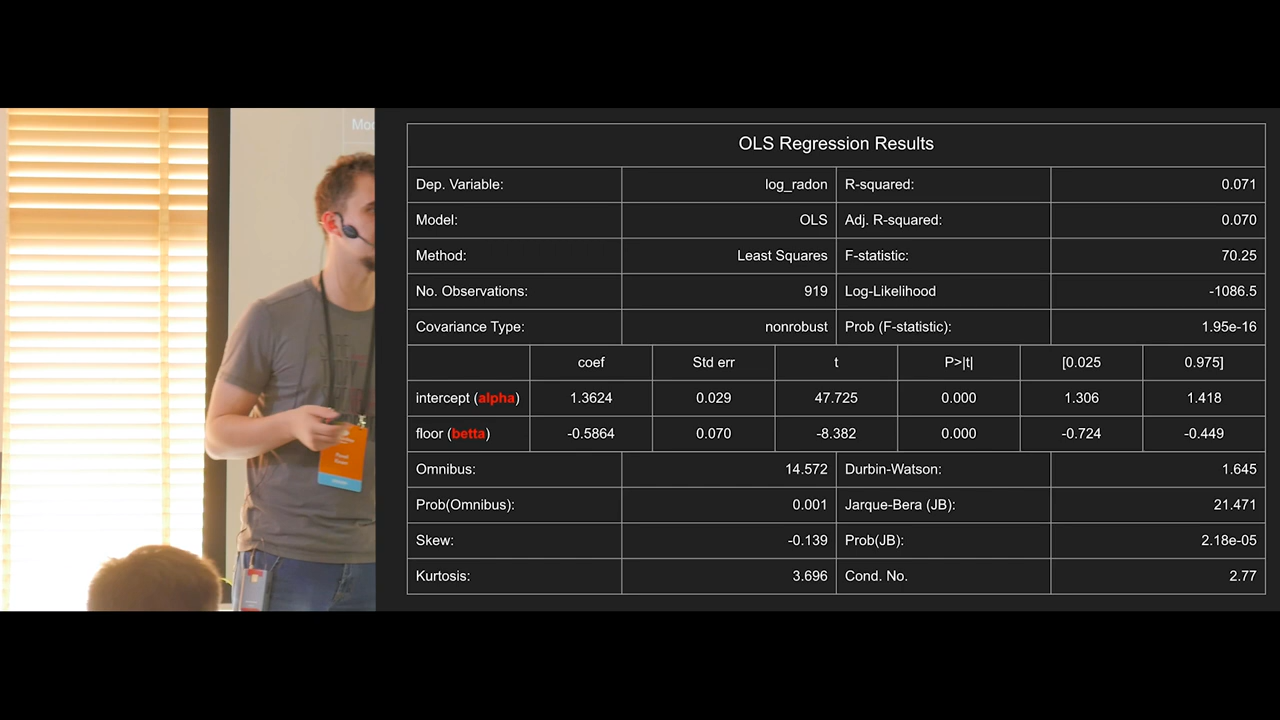 Mod
OLS Regression Results
Dep. Variable: log_radon R-squared: 0.071
Model: OLS Adj. R-squared: 0.070
Method: Least Squares F-statistic: 70.25
No. Observations: 919 Log-Likelihood -1086.5
Covariance Type: nonrobust Prob (F-statistic): 1.95e-16
coef Std err t P>|t| [0.025 0.975]
intercept (alpha) 1.3624 0.029 47.725 0.000 1.306 1.418
floor (betta) -0.5864 0.070 -8.382 0.000 -0.724 -0.449
Omnibus: 14.572 Durbin-Watson: 1.645
Prob(Omnibus): 0.001 Jarque-Bera (JB): 21.471
Skew: -0.139 Prob(JB): 2.18e-05
Kurtosis: 3.696 Cond. No. 2.77